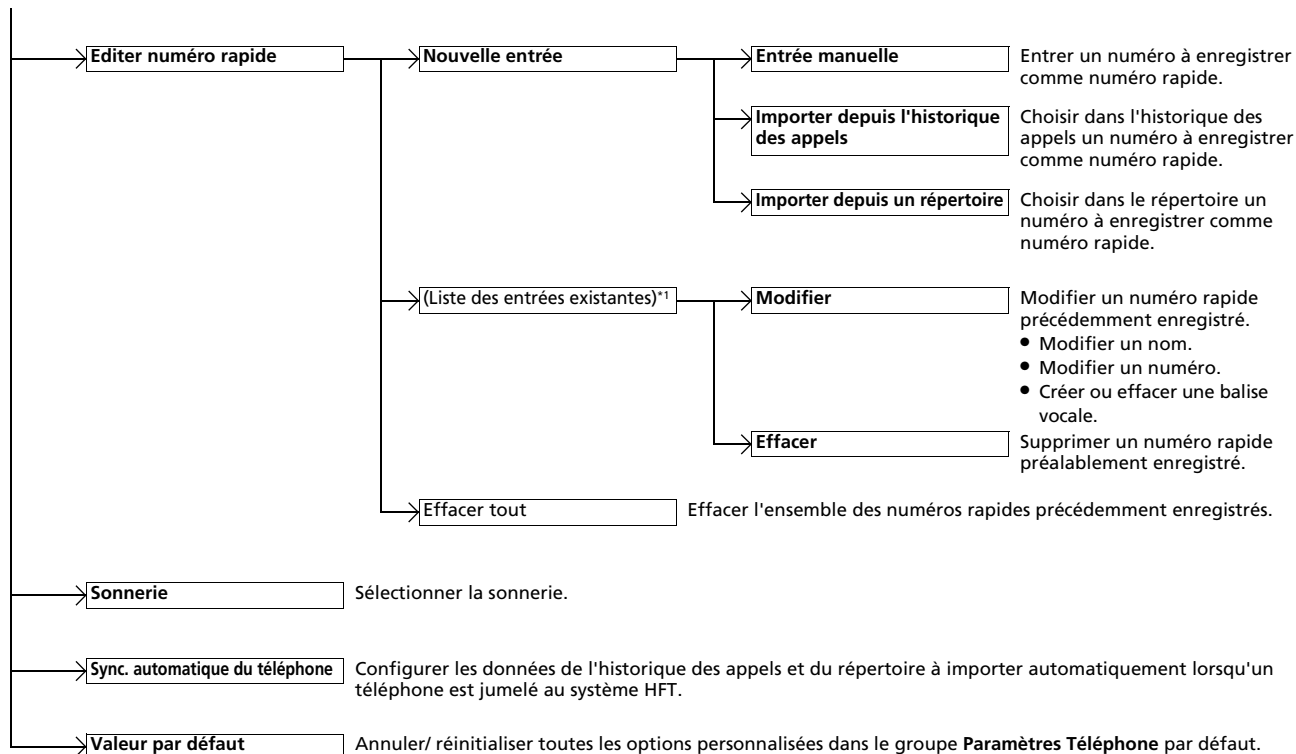 Editer numéro rapide
Nouvelle entrée
Entrée manuelle
Entrer un numéro à enregistrer
comme numéro rapide.
Importer depuis l'historique
des appels
Choisir dans l'historique des
appels un numéro à enregistrer
comme numéro rapide.
Importer depuis un répertoire
Choisir dans le répertoire un
numéro à enregistrer comme
numéro rapide.
(Liste des entrées existantes)*1
Modifier
Modifier un numéro rapide
précédemment enregistré.
● Modifier un nom.
● Modifier un numéro.
● Créer ou effacer une balise
vocale.
Effacer
Supprimer un numéro rapide
préalablement enregistré.
Effacer tout
Effacer l'ensemble des numéros rapides précédemment enregistrés.
Sonnerie
Sélectionner la sonnerie.
Sync. automatique du téléphone
Configurer les données de l'historique des appels et du répertoire à importer automatiquement lorsqu'un
téléphone est jumelé au système HFT.
Valeur par défaut
Annuler/ réinitialiser toutes les options personnalisées dans le groupe Paramètres Téléphone par défaut.